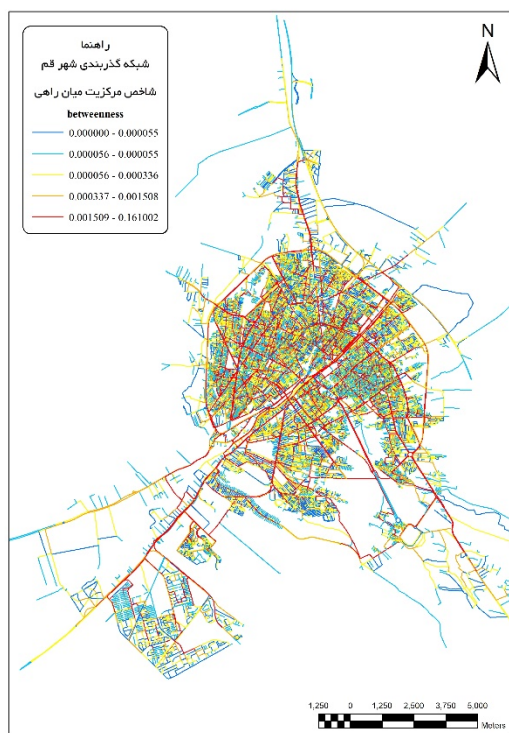 راهنما
شبکه گذربندی شهر قم
شاخص مرکزیت میان راهی
betweenness
0.000000 - 0.000055
0.000056 - 0.000055
0.000056 - 0.000336
0.000337 - 0.001508
0.001509 - 0.161002
N
1,250 0 1,250 2,500 3,750 5,000
Meters